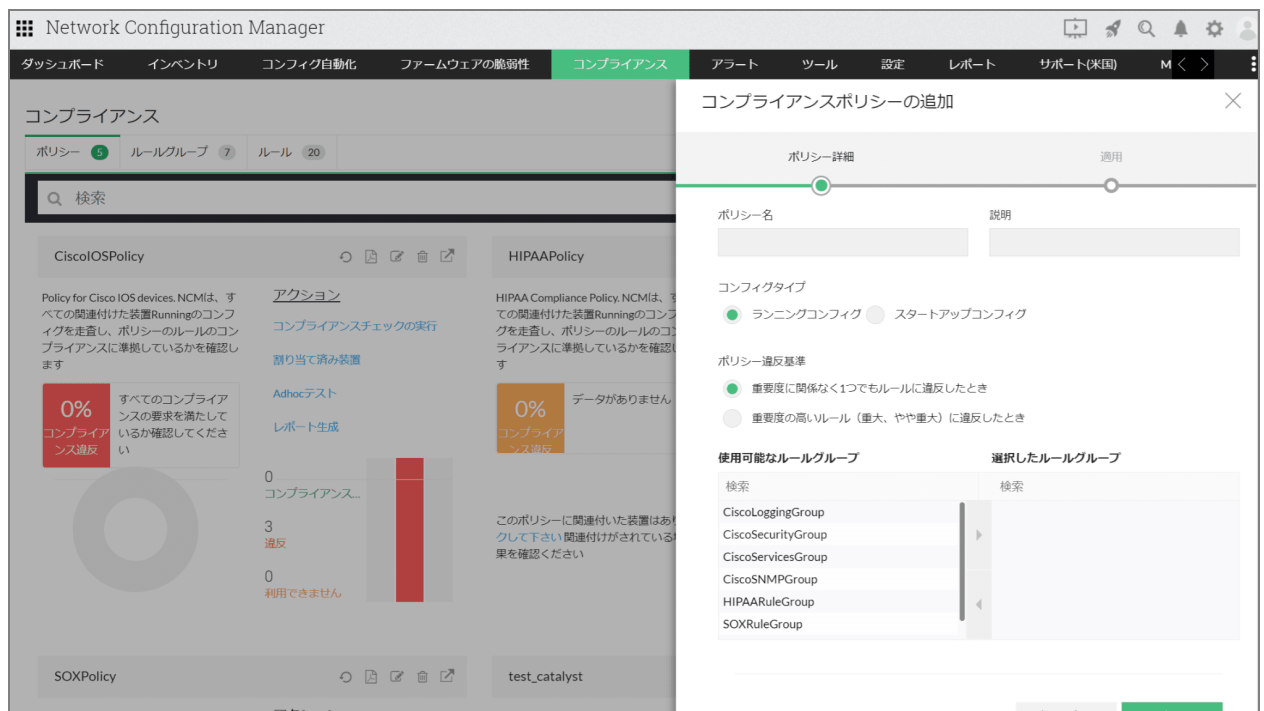 Network Configuration Manager
ダッシュボード インベントリ コンフィグ自動化 ファームウェアの脆弱性 コンプライアンス アラート ツール 設定 レポート サポート(米国) M
コンプライアンス
ポリシー 5 ルールグループ 7 ルール 20
検索
CiscoIOSPolicy
Policy for Cisco IOS devices. NCMは、す
べての関連付けた装置Runningのコンフ
ィグを走査し、ポリシーのルールのコン
プライアンスに準拠しているかを確認し
ます
0%
コンプライア
ンス違反
すべてのコンプライア
ンスの要求を満たして
いるか確認してくださ
い
アクション
コンプライアンスチェックの実行
割り当て済み装置
Adhocテスト
レポート生成
0
コンプライアンス...
3
違反
0
利用できません
HIPAAPolicy
HIPAA Compliance Policy. NCMは、す
ての関連付けた装置Runningのコンフ
グを走査し、ポリシーのルールのコン
ライアンスに準拠しているかを確認し
す
0%
コンプライア
ンス違反
データがありません
このポリシーに関連付いた装置はあり
クして下さい 関連付けがされている
果を確認ください
SOXPolicy
test_catalyst
コンプライアンスポリシーの追加
ポリシー詳細
適用
ポリシー名
説明
コンフィグタイプ
ランニングコンフィグ スタートアップコンフィグ
ポリシー違反基準
重要度に関係なく1つでもルールに違反したとき
重要度の高いルール（重大、やや重大）に違反したとき
使用可能なルールグループ
選択したルールグループ
検索
検索
CiscoLoggingGroup
CiscoSecurityGroup
CiscoServicesGroup
CiscoSNMPGroup
HIPAARuleGroup
SOXRuleGroup